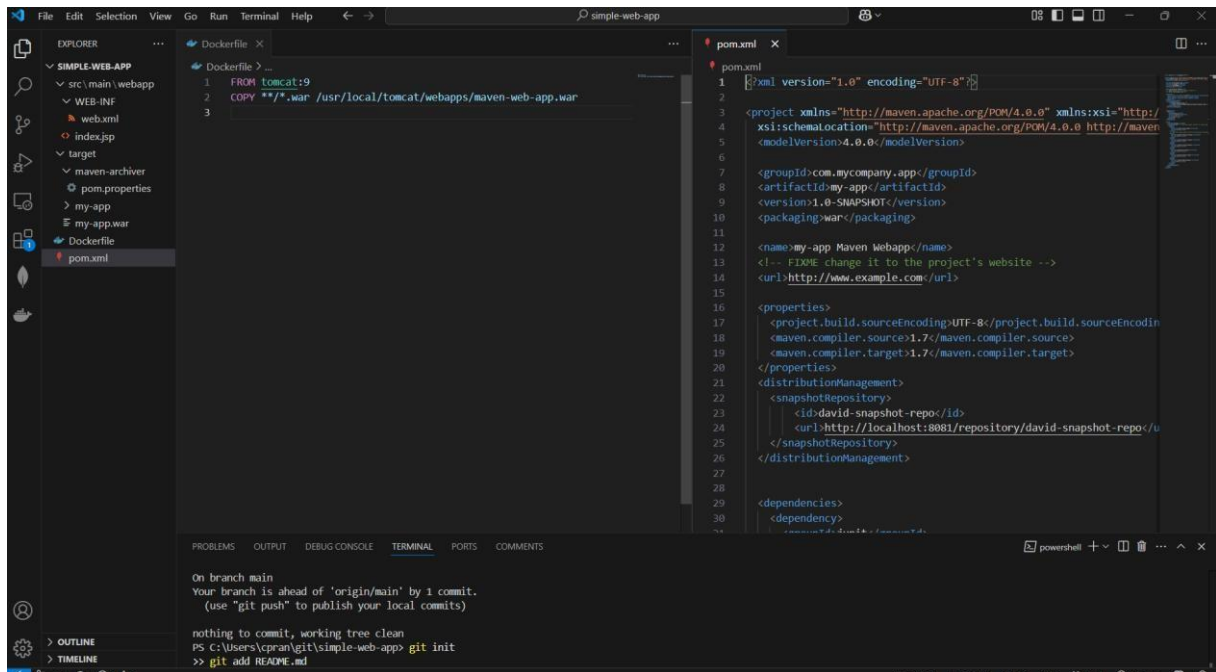 File Edit Selection View Go Run Terminal Help
simple-web-app
EXPLORER
SIMPLE-WEB-APP
src\main\webapp
WEB-INF
web.xml
index.jsp
target
maven-archiver
pom.properties
my-app
my-app.war
Dockerfile
pom.xml
OUTLINE
TIMELINE
Dockerfile
Dockerfile > ...
1 FROM tomcat:9
2 COPY **/*.war /usr/local/tomcat/webapps/maven-web-app.war
3
pom.xml
pom.xml
1 <?xml version="1.0" encoding="UTF-8"?>
2
3 <project xmlns="http://maven.apache.org/POM/4.0.0" xmlns:xsi="http:/
4 xsi:schemaLocation="http://maven.apache.org/POM/4.0.0 http://maven
5 <modelVersion>4.0.0</modelVersion>
6
7 <groupId>com.mycompany.app</groupId>
8 <artifactId>my-app</artifactId>
9 <version>1.0-SNAPSHOT</version>
10 <packaging>war</packaging>
11
12 <name>my-app Maven Webapp</name>
13 <!-- FIXME change it to the project's website -->
14 <url>http://www.example.com</url>
15
16 <properties>
17 <project.build.sourceEncoding>UTF-8</project.build.sourceEncodin
18 <maven.compiler.source>1.7</maven.compiler.source>
19 <maven.compiler.target>1.7</maven.compiler.target>
20 </properties>
21 <distributionManagement>
22 <snapshotRepository>
23 <id>david-snapshot-repo</id>
24 <url>http://localhost:8081/repository/david-snapshot-repo</u
25 </snapshotRepository>
26 </distributionManagement>
27
28
29 <dependencies>
30 <dependency>
PROBLEMS OUTPUT DEBUG CONSOLE TERMINAL PORTS COMMENTS
powershell
On branch main
Your branch is ahead of 'origin/main' by 1 commit.
(use "git push" to publish your local commits)
nothing to commit, working tree clean
PS C:\Users\cpran\git\simple-web-app> git init
>> git add README.md